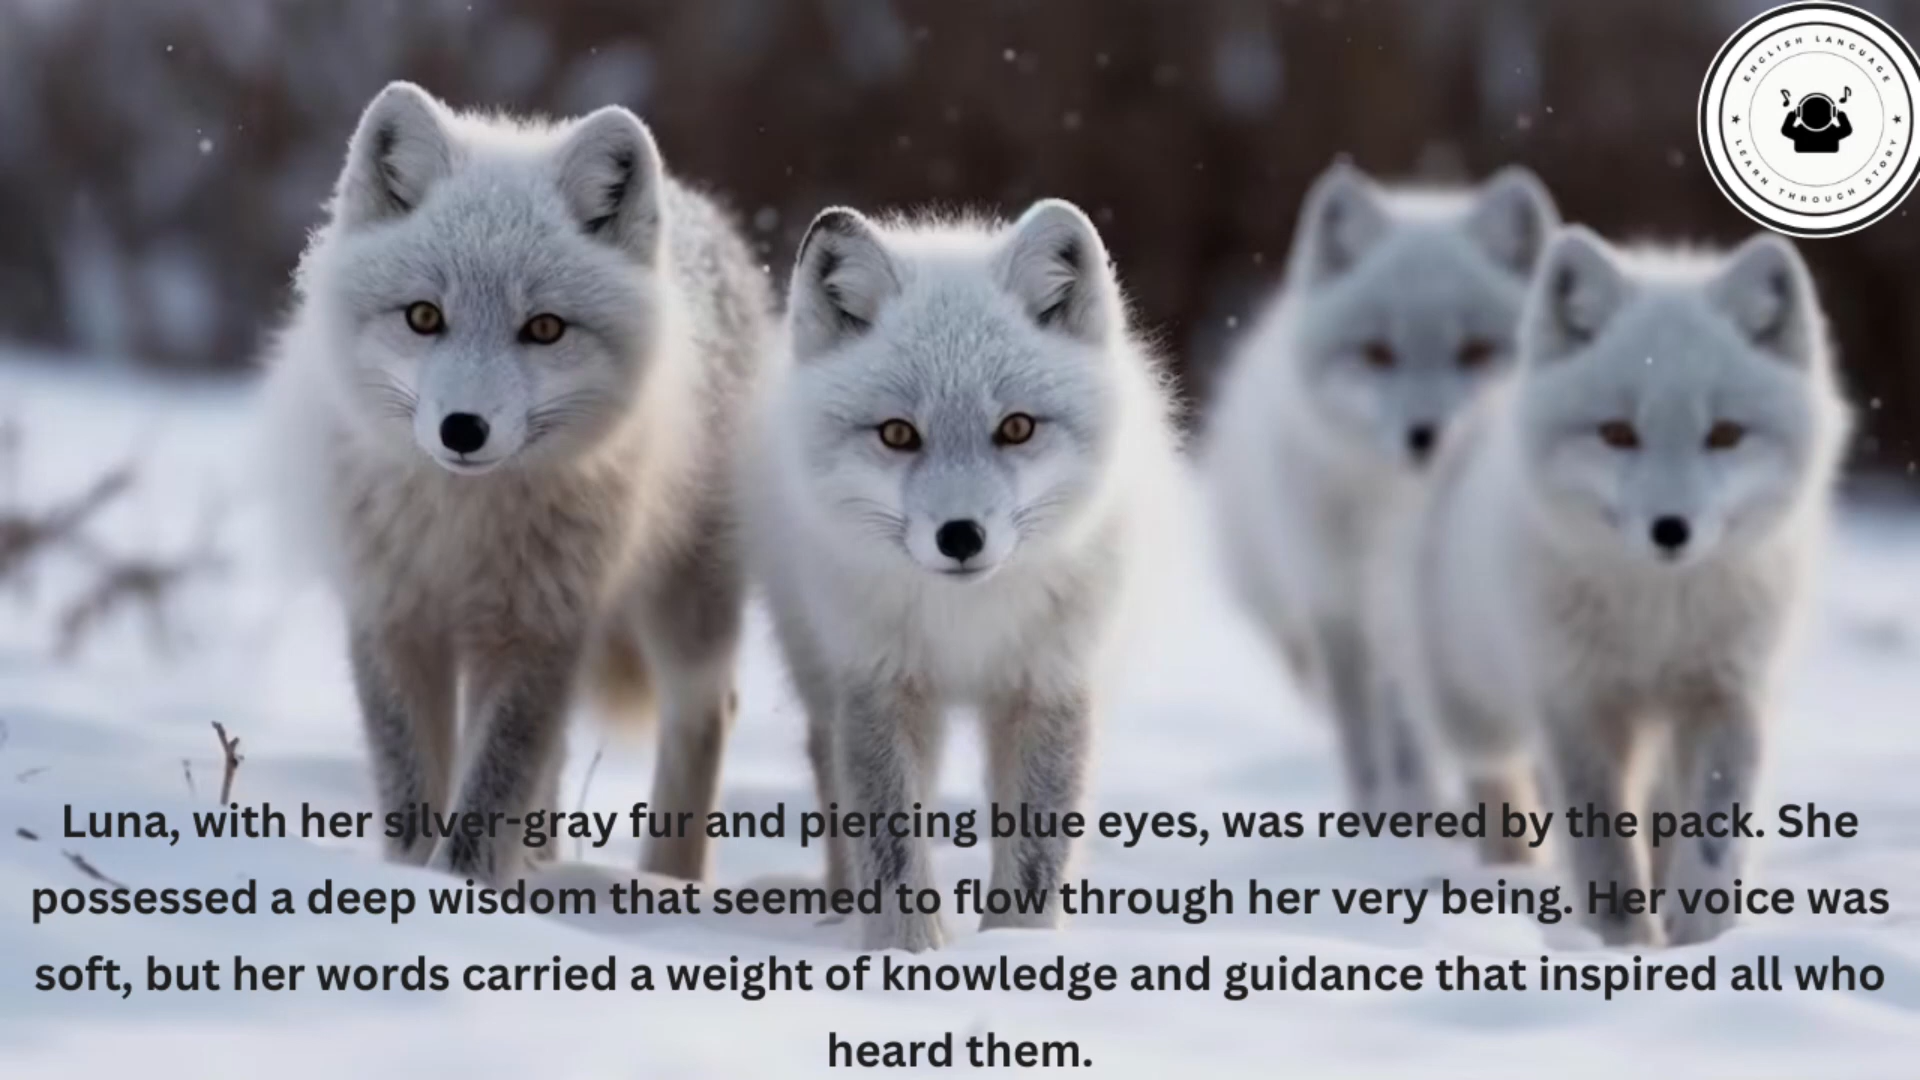 ENGLISH LANGUAGE
LEARN THROUGH STORY
Luna, with her silver-gray fur and piercing blue eyes, was revered by the pack. She
possessed a deep wisdom that seemed to flow through her very being. Her voice was
soft, but her words carried a weight of knowledge and guidance that inspired all who
heard them.